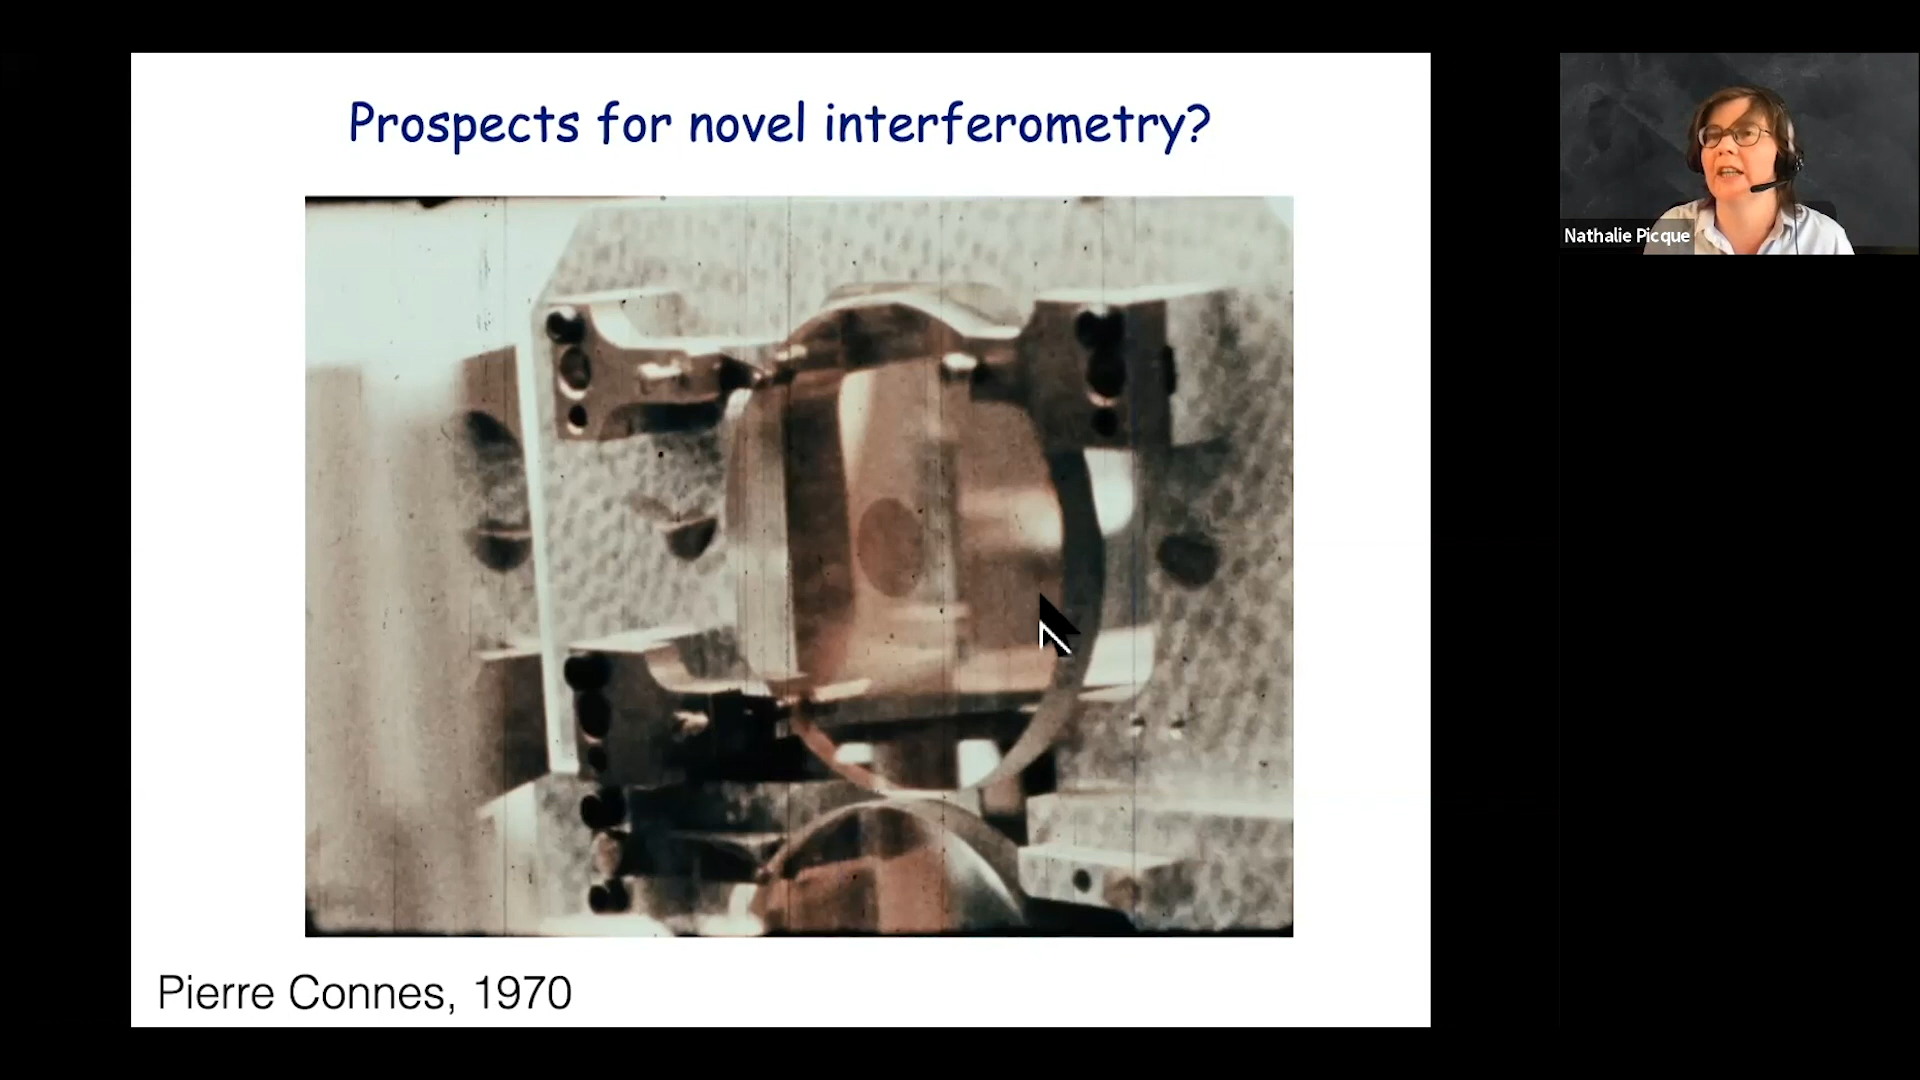 Prospects for novel interferometry?
Nathalie Picque
Pierre Connes, 1970